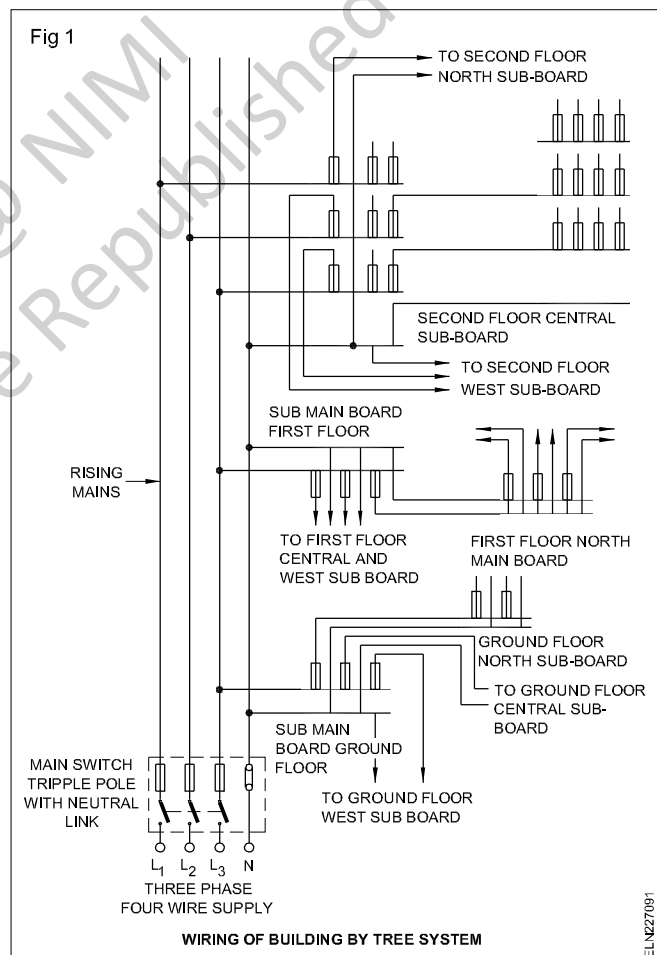 Fig 1
@ NIMI
e Republished
TO SECOND FLOOR
NORTH SUB-BOARD
SECOND FLOOR CENTRAL
SUB-BOARD
TO SECOND FLOOR
WEST SUB-BOARD
SUB MAIN BOARD
FIRST FLOOR
RISING
MAINS
TO FIRST FLOOR
CENTRAL AND
WEST SUB BOARD
FIRST FLOOR NORTH
MAIN BOARD
GROUND FLOOR
NORTH SUB-BOARD
TO GROUND FLOOR
CENTRAL SUB-
BOARD
SUB MAIN
BOARD GROUND
FLOOR
MAIN SWITCH
TRIPPLE POLE
WITH NEUTRAL
LINK
TO GROUND FLOOR
WEST SUB BOARD
L1 L2 L3 N
THREE PHASE
FOUR WIRE SUPPLY
WIRING OF BUILDING BY TREE SYSTEM
ELN227091